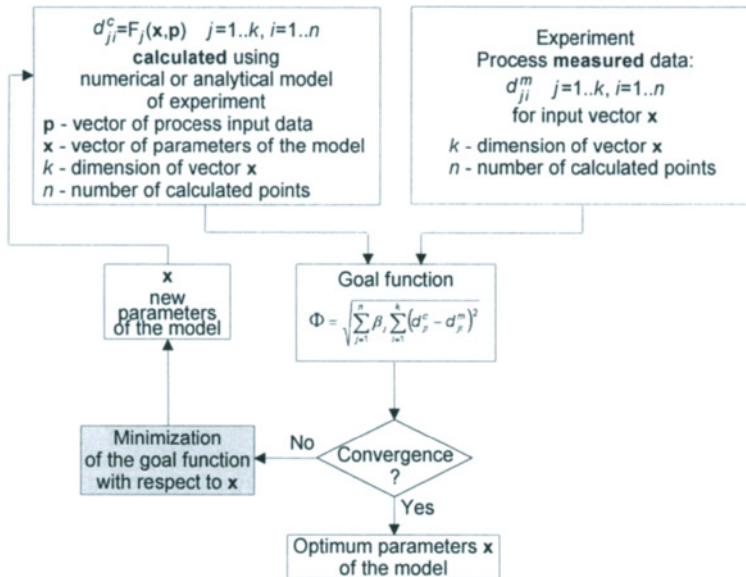 d^c_ji=F_j(x,p) j=1..k, i=1..n
calculated using
numerical or analytical model
of experiment
p - vector of process input data
x - vector of parameters of the model
k - dimension of vector x
n - number of calculated points
Experiment
Process measured data:
d^m_ji j=1..k, i=1..n
for input vector x
k - dimension of vector x
n - number of calculated points
x
new
parameters
of the model
Goal function
Φ = √(∑_{j=1}^{n} β_j ∑_{i=1}^{k} (d^c_ji − d^m_ji)^2)
Minimization
of the goal function
with respect to x
No
Convergence
?
Yes
Optimum parameters x
of the model